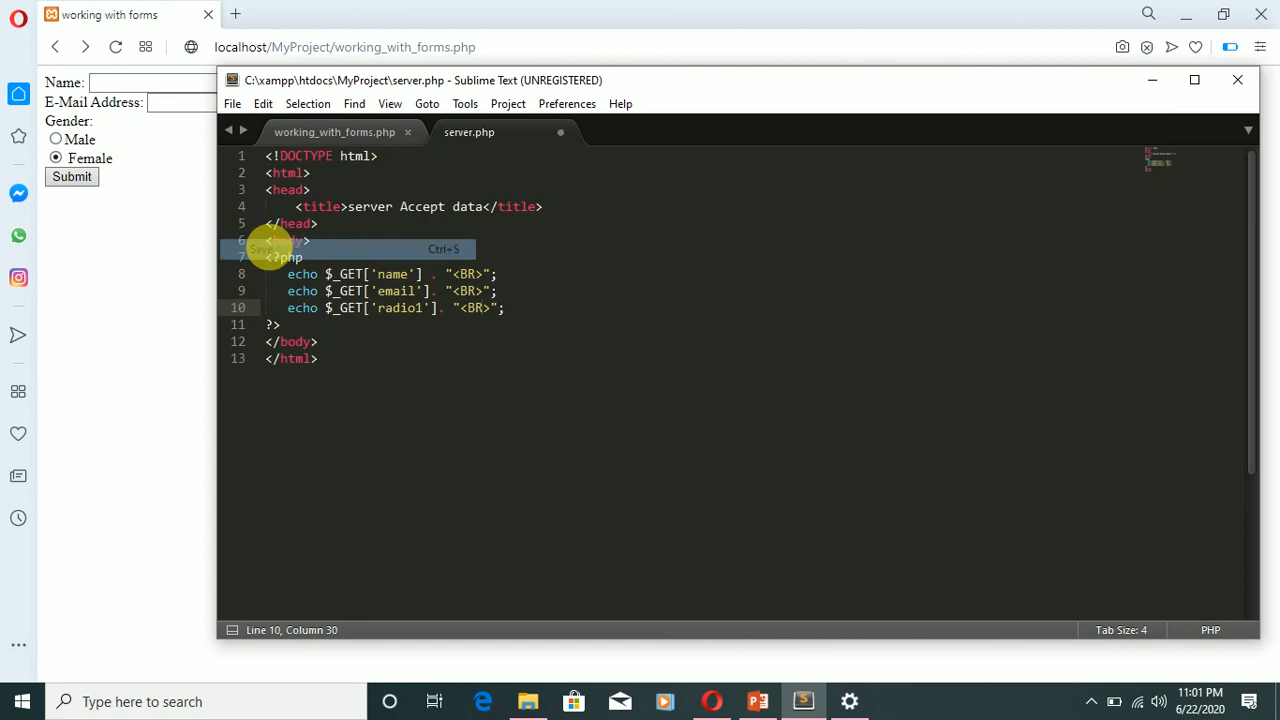 working with forms
localhost/MyProject/working_with_forms.php
Name:
E-Mail Address:
Gender:
Male
Female
Submit
C:\xampp\htdocs\MyProject\server.php - Sublime Text (UNREGISTERED)
File Edit Selection Find View Goto Tools Project Preferences Help
working_with_forms.php × server.php
1 <!DOCTYPE html>
2 <html>
3 <head>
4 <title>server Accept data</title>
5 </head>
6 <body>
Save Ctrl+S
7 <?php
8 echo $_GET['name'] . "<BR>";
9 echo $_GET['email']. "<BR>";
10 echo $_GET['radio1']. "<BR>";
11 ?>
12 </body>
13 </html>
Line 10, Column 30
Tab Size: 4
PHP
Type here to search
11:01 PM
6/22/2020